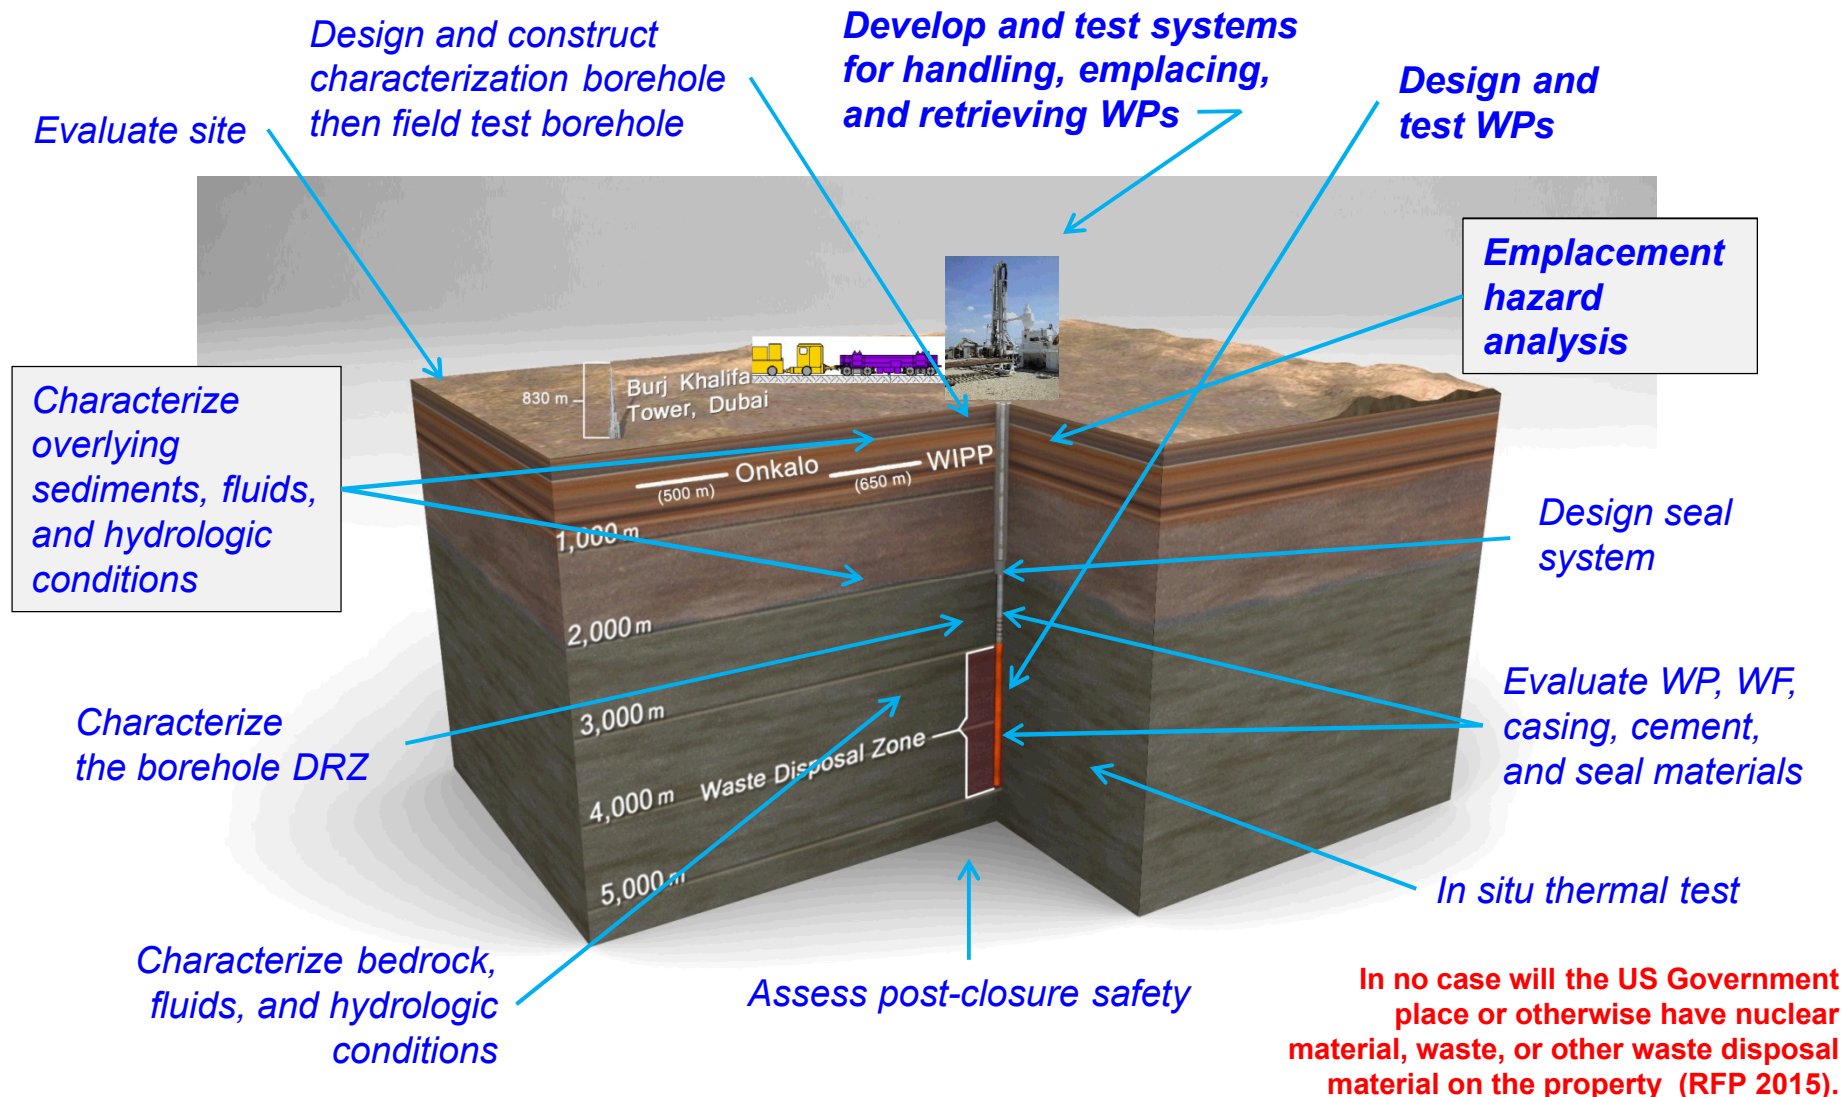 Design and construct
characterization borehole
then field test borehole
Develop and test systems
for handling, emplacing,
and retrieving WPs
Design and
test WPs
Evaluate site
Emplacement
hazard
analysis
Characterize
overlying
sediments, fluids,
and hydrologic
conditions
830 m
Burj Khalifa
Tower, Dubai
Onkalo
(500 m)
WIPP
(650 m)
1,000 m
2,000 m
3,000 m
4,000 m
5,000 m
Waste Disposal Zone
Design seal
system
Characterize
the borehole DRZ
Evaluate WP, WF,
casing, cement,
and seal materials
In situ thermal test
Characterize bedrock,
fluids, and hydrologic
conditions
Assess post-closure safety
In no case will the US Government
place or otherwise have nuclear
material, waste, or other waste disposal
material on the property (RFP 2015).